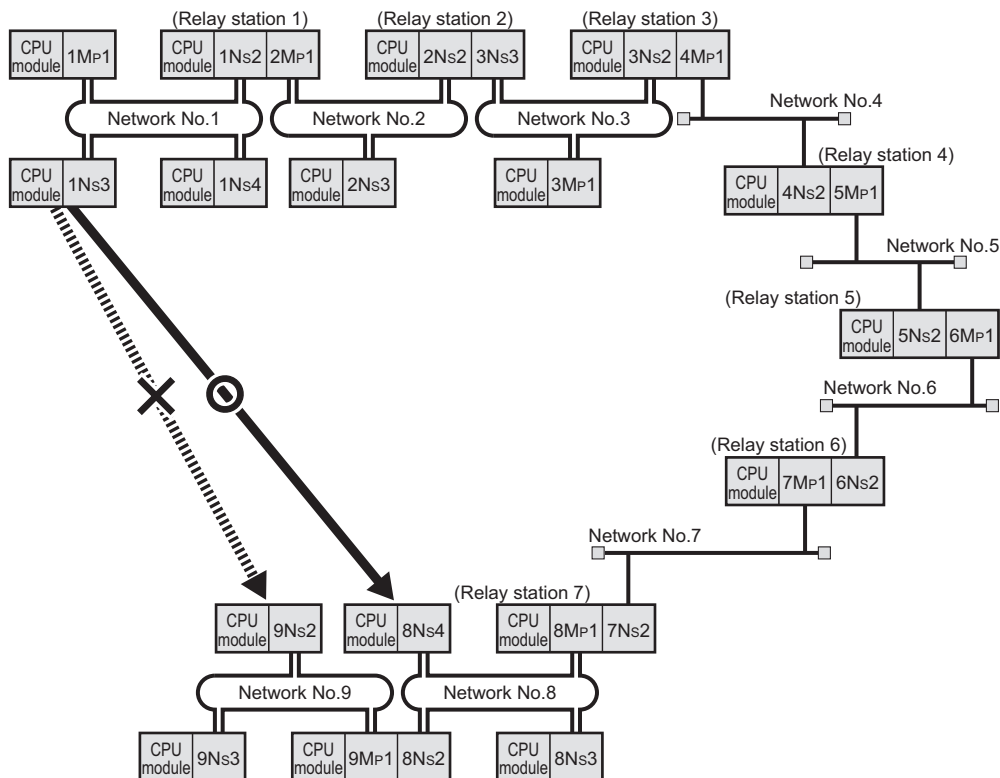 (Relay station 1)
(Relay station 2)
(Relay station 3)
CPU module 1MP1
CPU module 1NS2 2MP1
CPU module 2NS2 3NS3
CPU module 3NS2 4MP1
Network No.1
Network No.2
Network No.3
Network No.4
CPU module 1NS3
CPU module 1NS4
CPU module 2NS3
CPU module 3MP1
(Relay station 4)
CPU module 4NS2 5MP1
Network No.5
(Relay station 5)
CPU module 5NS2 6MP1
Network No.6
(Relay station 6)
CPU module 7MP1 6NS2
Network No.7
(Relay station 7)
CPU module 9NS2
CPU module 8NS4
CPU module 8MP1 7NS2
Network No.9
Network No.8
CPU module 9NS3
CPU module 9MP1 8NS2
CPU module 8NS3